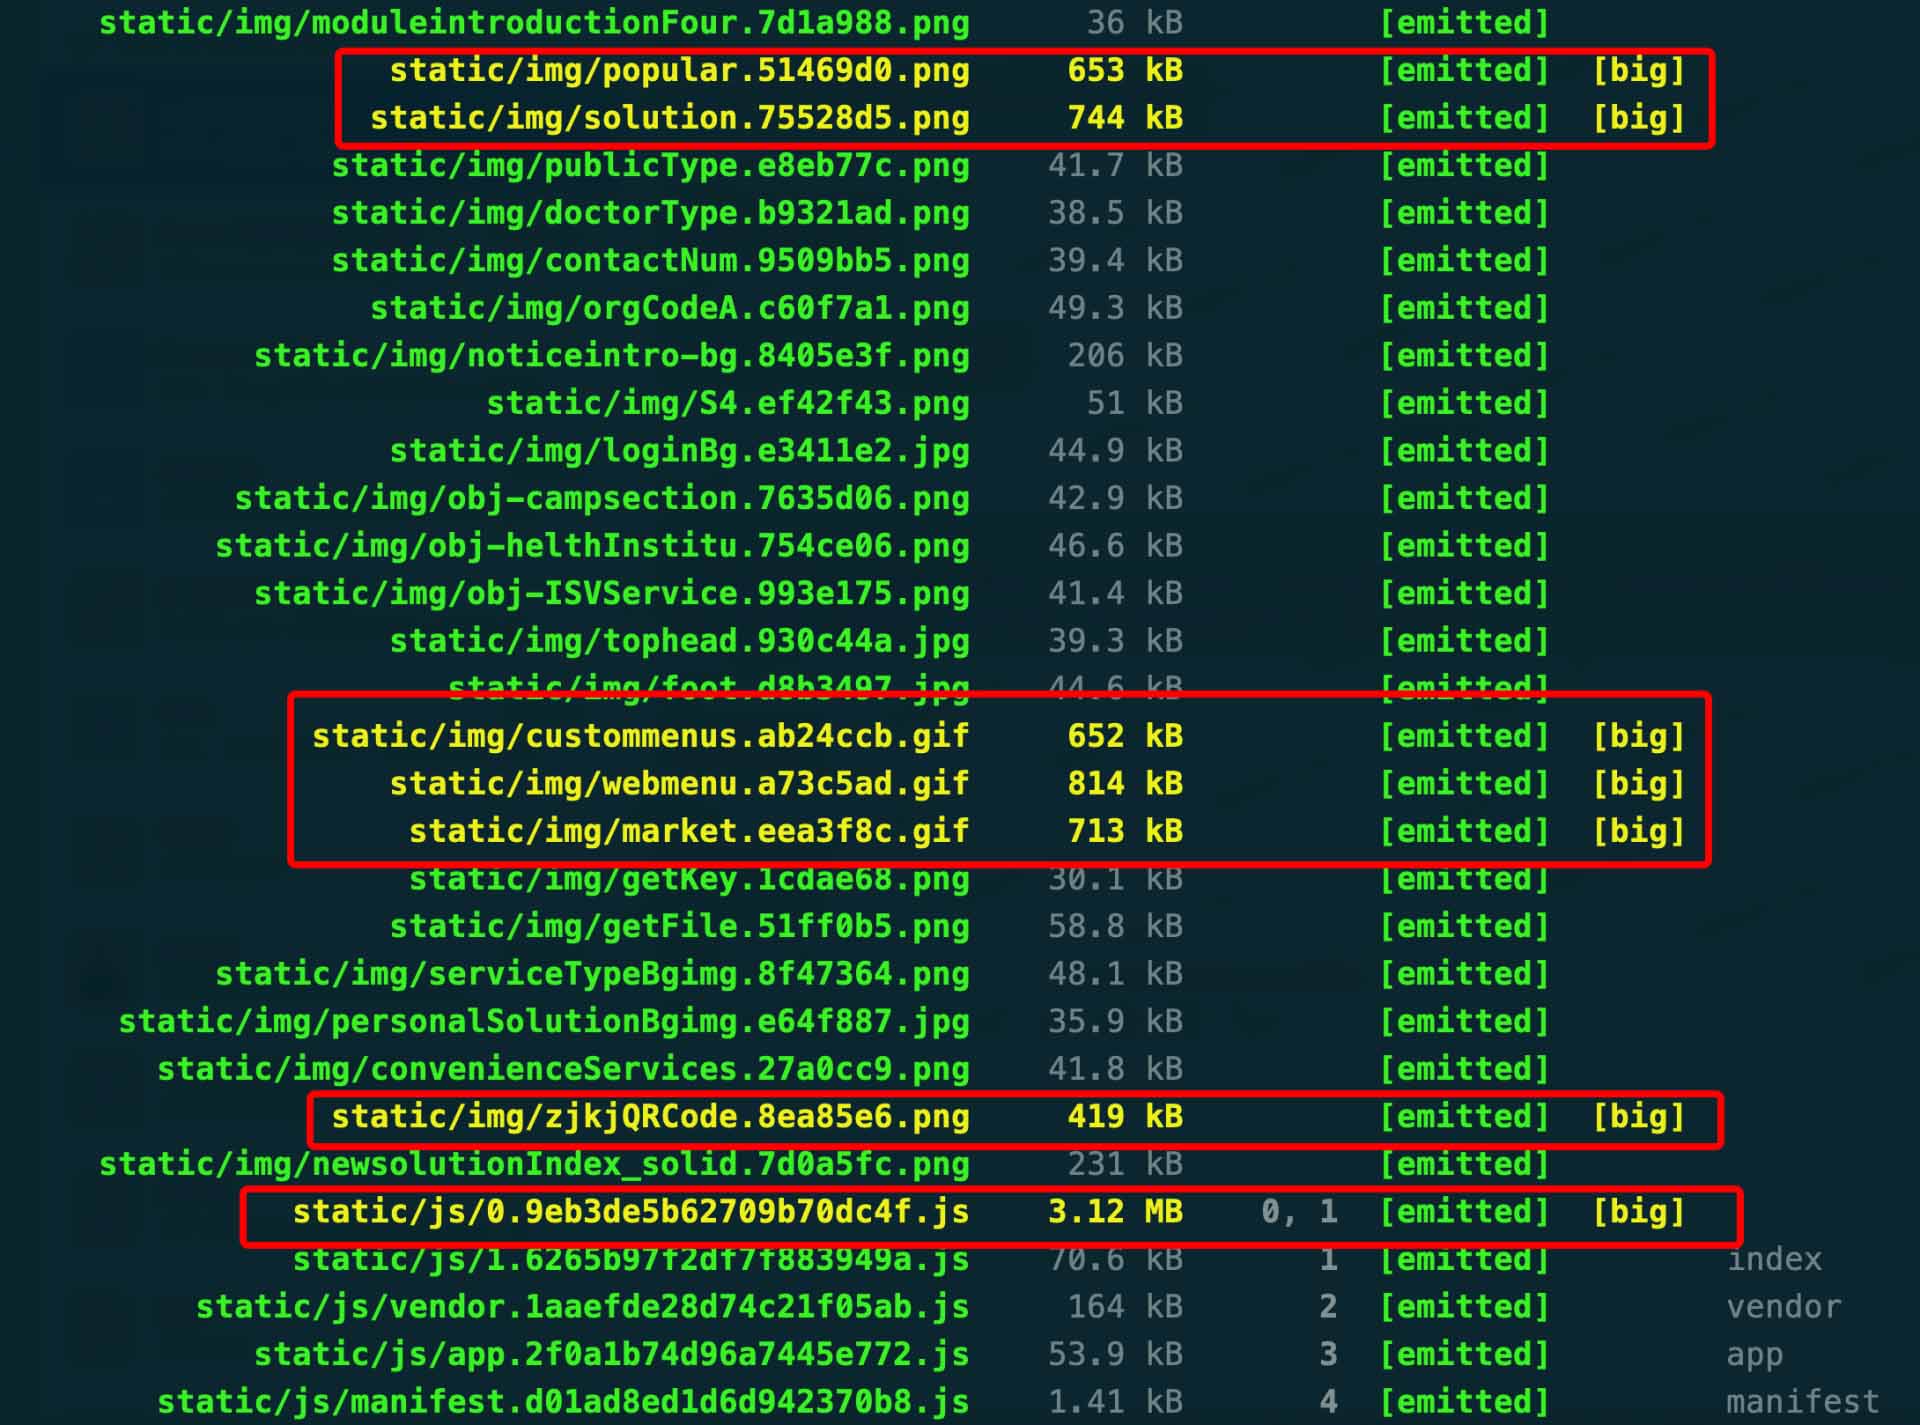 static/img/moduleintroductionFour.7d1a988.png 36 kB [emitted]
static/img/popular.51469d0.png 653 kB [emitted] [big]
static/img/solution.75528d5.png 744 kB [emitted] [big]
static/img/publicType.e8eb77c.png 41.7 kB [emitted]
static/img/doctorType.b9321ad.png 38.5 kB [emitted]
static/img/contactNum.9509bb5.png 39.4 kB [emitted]
static/img/orgCodeA.c60f7a1.png 49.3 kB [emitted]
static/img/noticeintro-bg.8405e3f.png 206 kB [emitted]
static/img/S4.ef42f43.png 51 kB [emitted]
static/img/loginBg.e3411e2.jpg 44.9 kB [emitted]
static/img/obj-campsection.7635d06.png 42.9 kB [emitted]
static/img/obj-helthInstitu.754ce06.png 46.6 kB [emitted]
static/img/obj-ISVService.993e175.png 41.4 kB [emitted]
static/img/tophead.930c44a.jpg 39.3 kB [emitted]
static/img/foot.d8b3497.jpg 44.6 kB [emitted]
static/img/custommenus.ab24ccb.gif 652 kB [emitted] [big]
static/img/webmenu.a73c5ad.gif 814 kB [emitted] [big]
static/img/market.eea3f8c.gif 713 kB [emitted] [big]
static/img/getKey.1cdae68.png 30.1 kB [emitted]
static/img/getFile.51ff0b5.png 58.8 kB [emitted]
static/img/serviceTypeBgimg.8f47364.png 48.1 kB [emitted]
static/img/personalSolutionBgimg.e64f887.jpg 35.9 kB [emitted]
static/img/convenienceServices.27a0cc9.png 41.8 kB [emitted]
static/img/zjkjQRCode.8ea85e6.png 419 kB [emitted] [big]
static/img/newsolutionIndex_solid.7d0a5fc.png 231 kB [emitted]
static/js/0.9eb3de5b62709b70dc4f.js 3.12 MB 0, 1 [emitted] [big]
static/js/1.6265b97f2df7f883949a.js 70.6 kB 1 [emitted] index
static/js/vendor.1aaefde28d74c21f05ab.js 164 kB 2 [emitted] vendor
static/js/app.2f0a1b74d96a7445e772.js 53.9 kB 3 [emitted] app
static/js/manifest.d01ad8ed1d6d942370b8.js 1.41 kB 4 [emitted] manifest